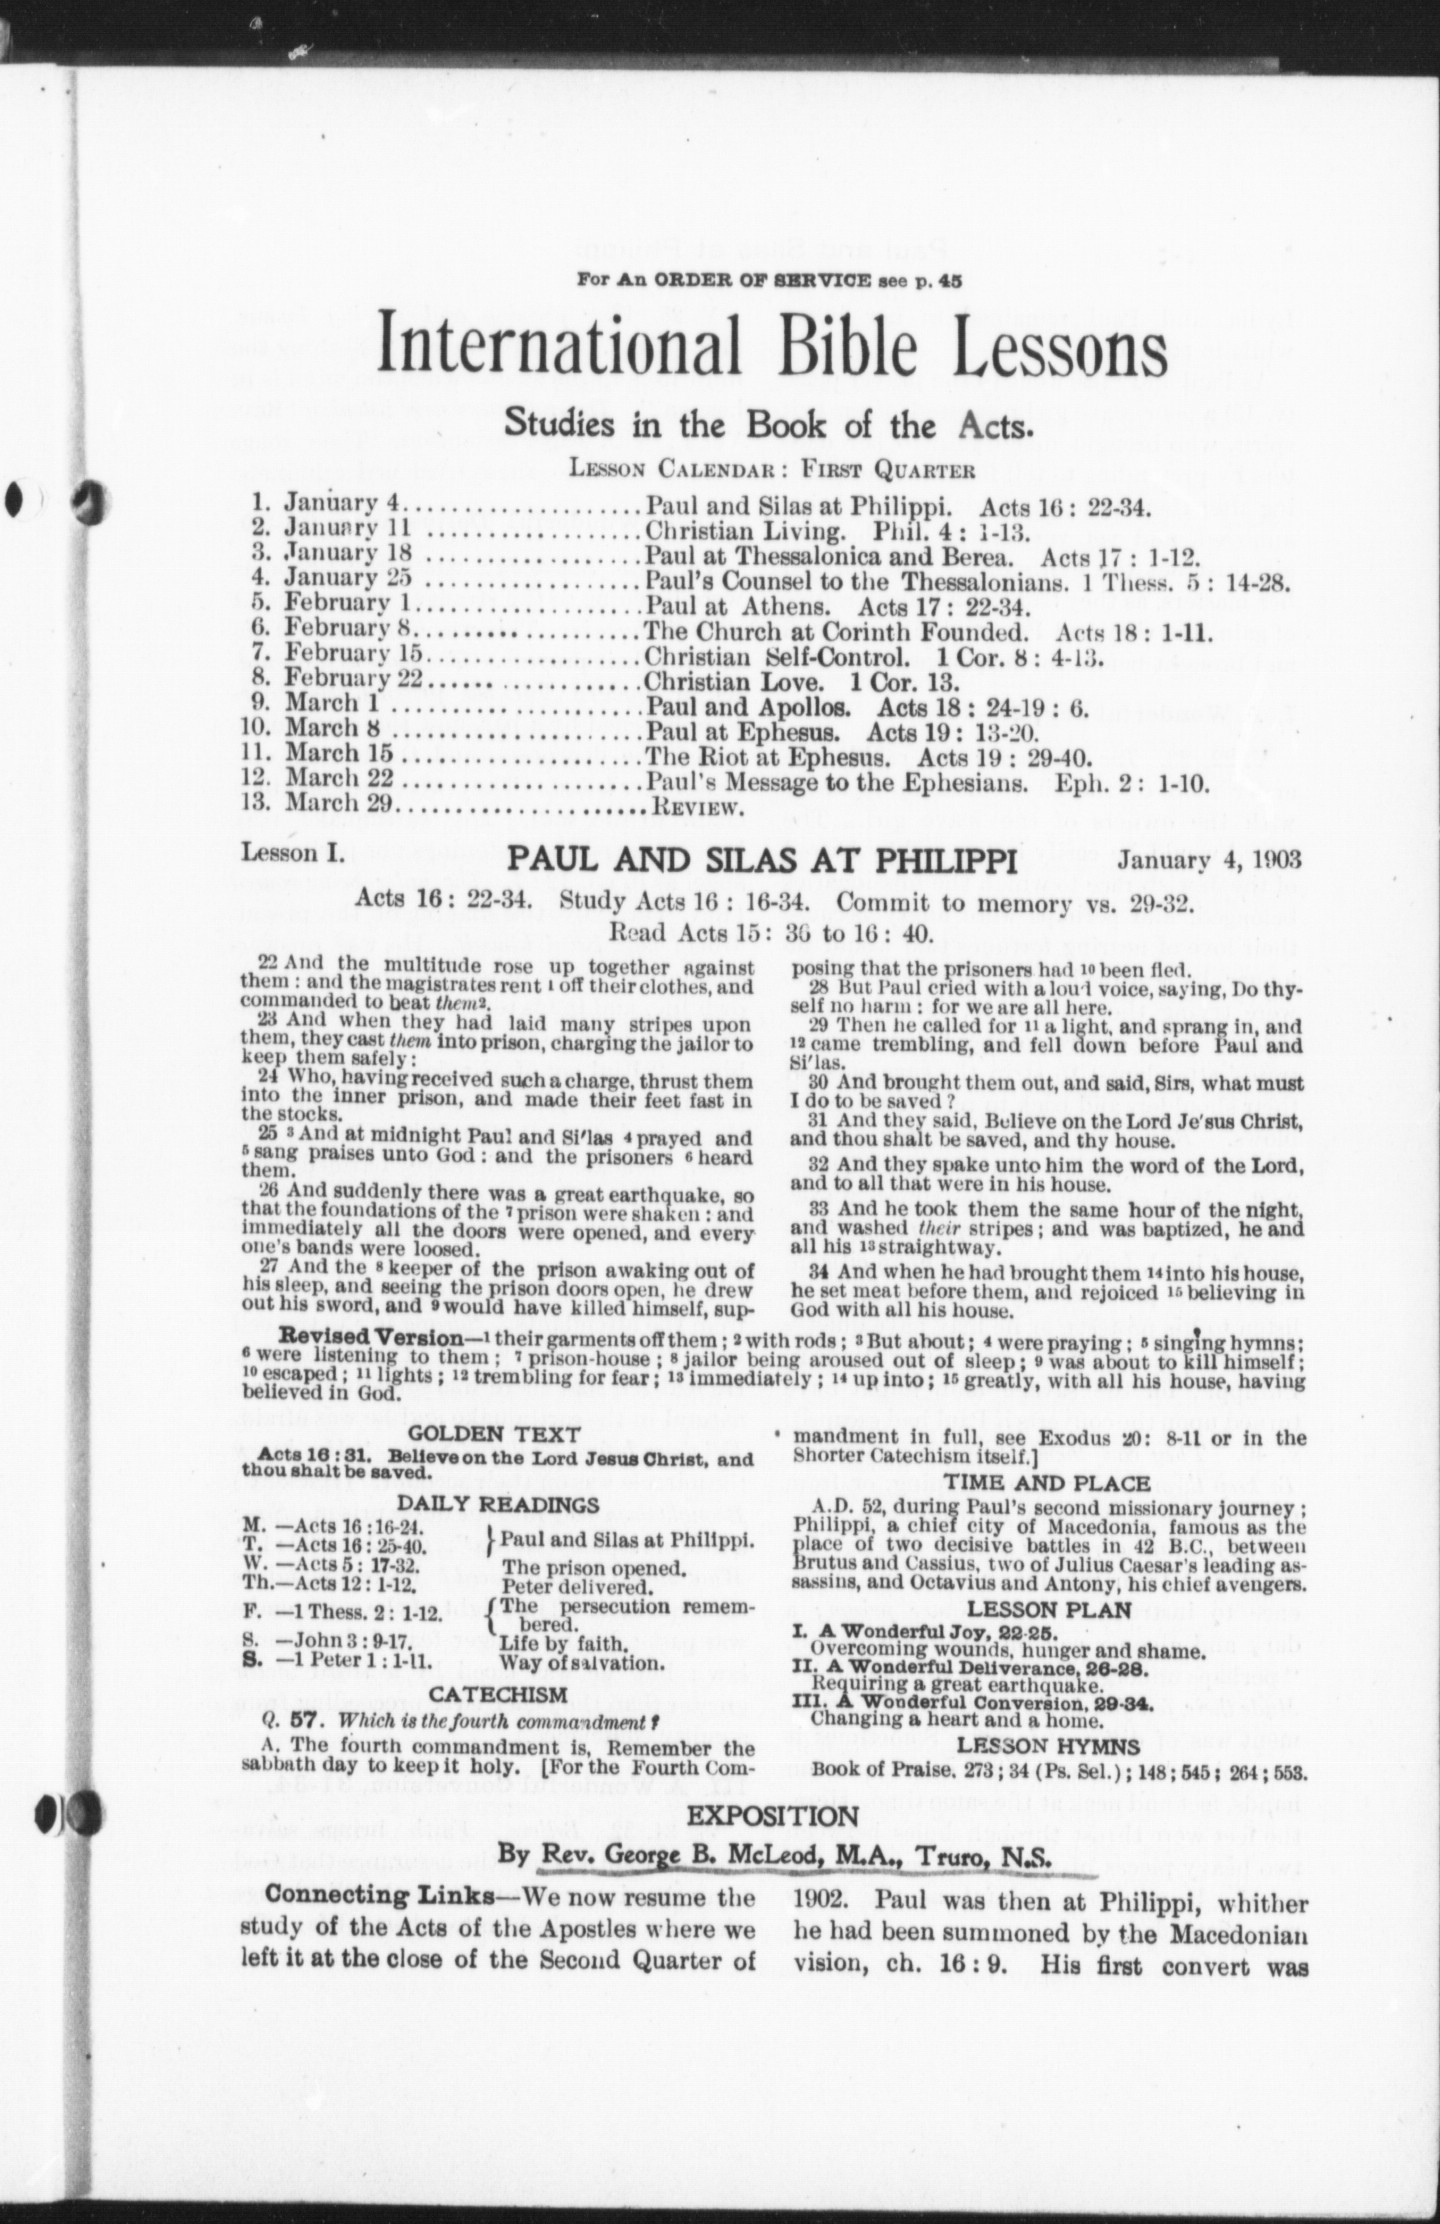 For An ORDER OF SERVICE see p. 45
International Bible Lessons
Studies in the Book of the Acts.
LESSON CALENDAR: FIRST QUARTER
1. January 4....................Paul and Silas at Philippi. Acts 16: 22-34.
2. January 11 ..................Christian Living. Phil. 4: 1-13.
3. January 18 ..................Paul at Thessalonica and Berea. Acts 17: 1-12.
4. January 25 ..................Paul's Counsel to the Thessalonians. 1 Thess. 5: 14-28.
5. February 1...................Paul at Athens. Acts 17: 22-34.
6. February 8...................The Church at Corinth Founded. Acts 18: 1-11.
7. February 15..................Christian Self-Control. 1 Cor. 8: 4-13.
8. February 22..................Christian Love. 1 Cor. 13.
9. March 1 .....................Paul and Apollos. Acts 18: 24-19: 6.
10. March 8 ....................Paul at Ephesus. Acts 19: 13-20.
11. March 15 ...................The Riot at Ephesus. Acts 19: 29-40.
12. March 22 ...................Paul's Message to the Ephesians. Eph. 2: 1-10.
13. March 29....................REVIEW.
Lesson I. PAUL AND SILAS AT PHILIPPI January 4, 1903
Acts 16: 22-34. Study Acts 16: 16-34. Commit to memory vs. 29-32.
Read Acts 15: 36 to 16: 40.
22 And the multitude rose up together against
them: and the magistrates rent 1 off their clothes, and
commanded to beat them2.
23 And when they had laid many stripes upon
them, they cast them into prison, charging the jailor to
keep them safely:
24 Who, having received such a charge, thrust them
into the inner prison, and made their feet fast in
the stocks.
25 3 And at midnight Paul and Si'las 4 prayed and
5 sang praises unto God: and the prisoners 6 heard
them.
26 And suddenly there was a great earthquake, so
that the foundations of the 7 prison were shaken: and
immediately all the doors were opened, and every
one's bands were loosed.
27 And the 8 keeper of the prison awaking out of
his sleep, and seeing the prison doors open, he drew
out his sword, and 9 would have killed himself, sup-
posing that the prisoners had 10 been fled.
28 But Paul cried with a loud voice, saying, Do thy-
self no harm: for we are all here.
29 Then he called for 11 a light, and sprang in, and
12 came trembling, and fell down before Paul and
Si'las.
30 And brought them out, and said, Sirs, what must
I do to be saved?
31 And they said, Believe on the Lord Je'sus Christ,
and thou shalt be saved, and thy house.
32 And they spake unto him the word of the Lord,
and to all that were in his house.
33 And he took them the same hour of the night,
and washed their stripes; and was baptized, he and
all his 13 straightway.
34 And when he had brought them 14 into his house,
he set meat before them, and rejoiced 15 believing in
God with all his house.
Revised Version—1 their garments off them; 2 with rods; 3 But about; 4 were praying; 5 singing hymns;
6 were listening to them; 7 prison-house; 8 jailor being aroused out of sleep; 9 was about to kill himself;
10 escaped; 11 lights; 12 trembling for fear; 13 immediately; 14 up into; 15 greatly, with all his house, having
believed in God.
GOLDEN TEXT
Acts 16:31. Believe on the Lord Jesus Christ, and
thou shalt be saved.
DAILY READINGS
M. —Acts 16:16-24.
T. —Acts 16: 25-40. } Paul and Silas at Philippi.
W. —Acts 5: 17-32. The prison opened.
Th.—Acts 12: 1-12. Peter delivered.
F. —1 Thess. 2: 1-12. { The persecution remem-
bered.
S. —John 3: 9-17. Life by faith.
S. —1 Peter 1: 1-11. Way of salvation.
CATECHISM
Q. 57. Which is the fourth commandment?
A. The fourth commandment is, Remember the
sabbath day to keep it holy. [For the Fourth Com-
mandment in full, see Exodus 20: 8-11 or in the
Shorter Catechism itself.]
TIME AND PLACE
A.D. 52, during Paul's second missionary journey;
Philippi, a chief city of Macedonia, famous as the
place of two decisive battles in 42 B.C., between
Brutus and Cassius, two of Julius Caesar's leading as-
sassins, and Octavius and Antony, his chief avengers.
LESSON PLAN
I. A Wonderful Joy, 22-25.
Overcoming wounds, hunger and shame.
II. A Wonderful Deliverance, 26-28.
Requiring a great earthquake.
III. A Wonderful Conversion, 29-34.
Changing a heart and a home.
LESSON HYMNS
Book of Praise. 273; 34 (Ps. Sel.); 148; 545; 264; 553.
EXPOSITION
By Rev. George B. McLeod, M.A., Truro, N.S.
Connecting Links—We now resume the
study of the Acts of the Apostles where we
left it at the close of the Second Quarter of
1902. Paul was then at Philippi, whither
he had been summoned by the Macedonian
vision, ch. 16:9. His first convert was